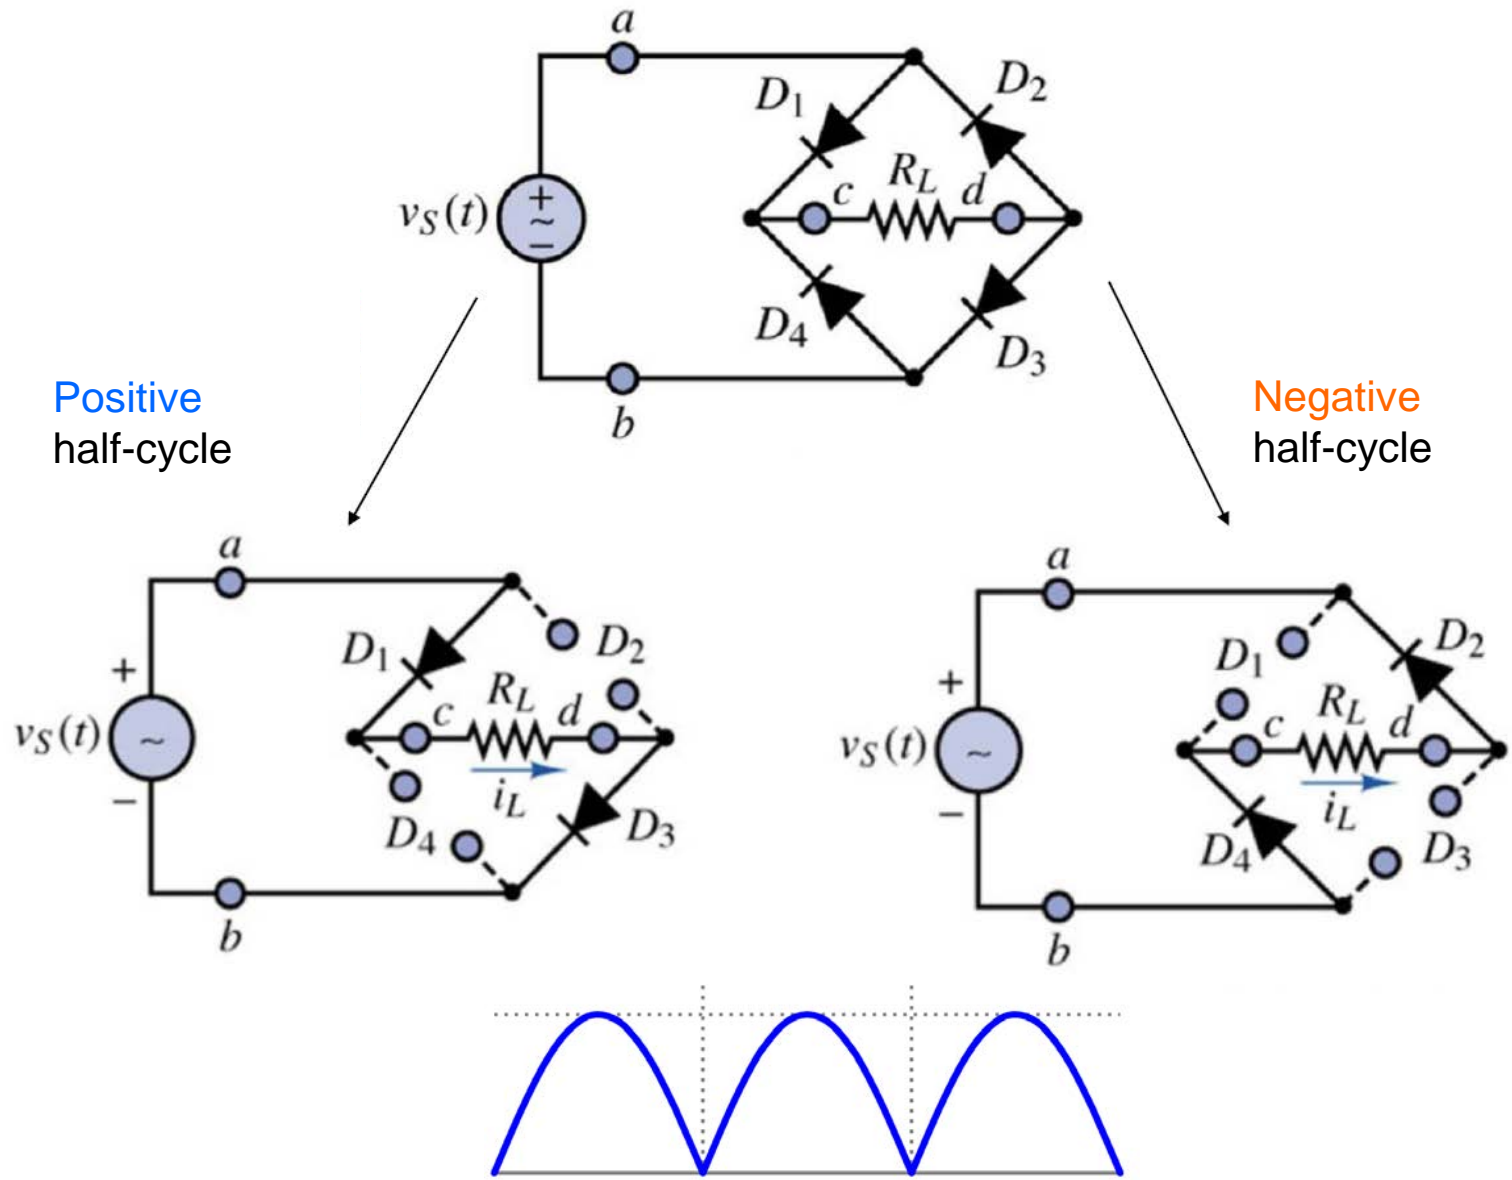 a
D1
D2
RL
c
d
vS(t)
+
~
−
D4
D3
b
Positive
half-cycle
Negative
half-cycle
a
D1
D2
RL
c
d
+
vS(t)
~
−
iL
D4
D3
b
a
D1
D2
RL
c
d
+
vS(t)
~
−
iL
D4
D3
b